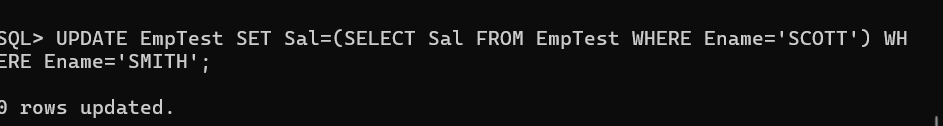 SQL> UPDATE EmpTest SET Sal=(SELECT Sal FROM EmpTest WHERE Ename='SCOTT') WH
ERE Ename='SMITH';
0 rows updated.